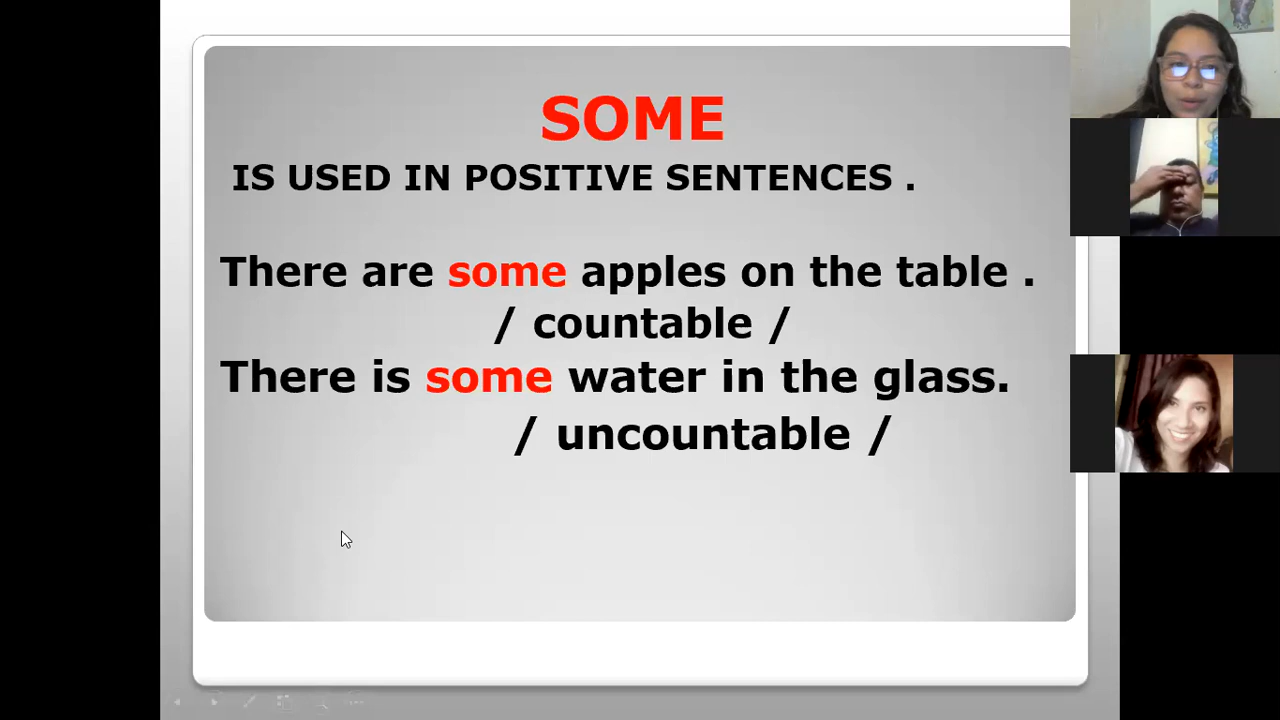 SOME
IS USED IN POSITIVE SENTENCES .
There are some apples on the table .
/ countable /
There is some water in the glass.
/ uncountable /